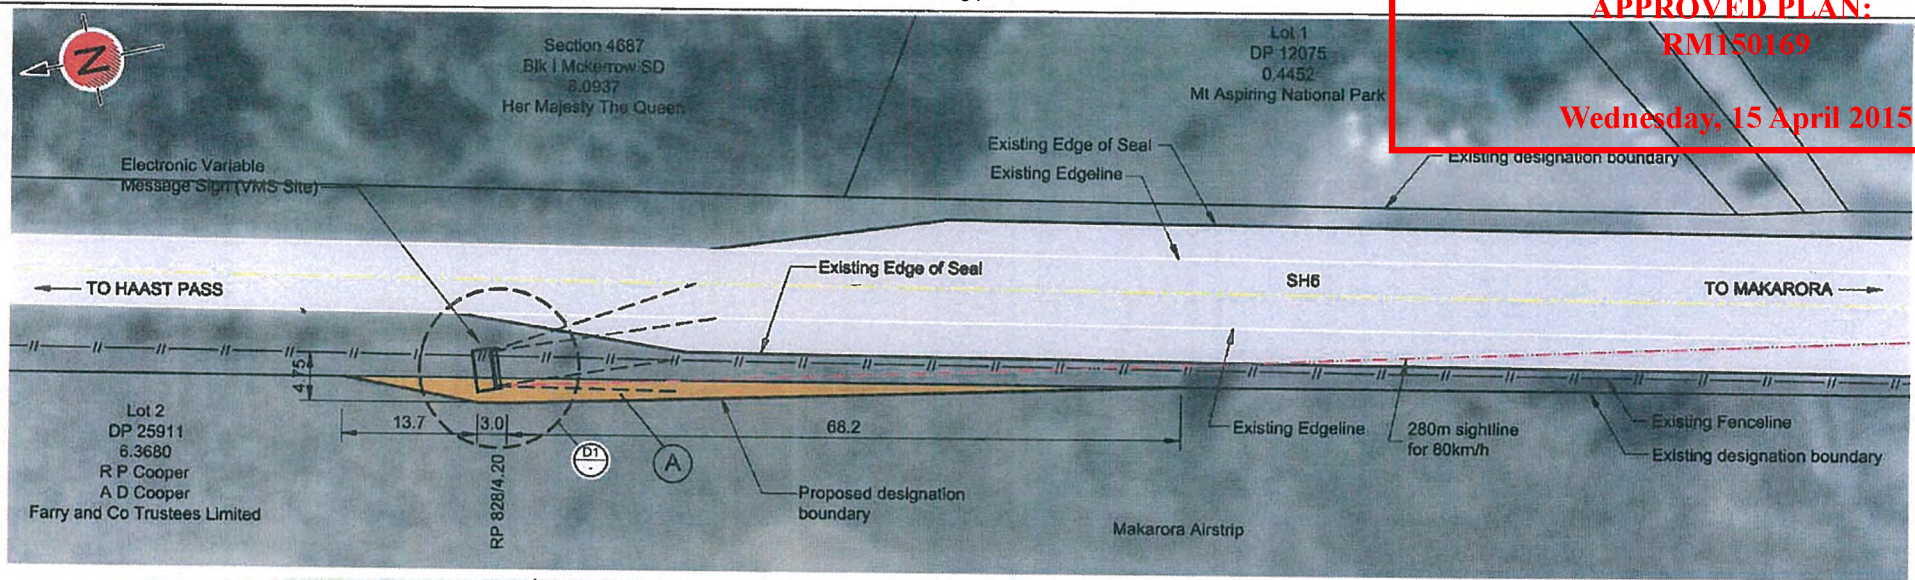 APPROVED PLAN:
RM150169
Wednesday, 15 April 2015
N
Section 4687
Blk I Mckerrow SD
8.0937
Her Majesty The Queen
Lot 1
DP 12075
0.4452
Mt Aspiring National Park
Electronic Variable
Message Sign (VMS Site)
Existing Edge of Seal
Existing Edgeline
Existing designation boundary
Existing Edge of Seal
SH6
TO HAAST PASS
TO MAKARORA
4.75
13.7
3.0
68.2
D1
-
A
RP 828/4.20
Lot 2
DP 25911
6.3680
R P Cooper
A D Cooper
Farry and Co Trustees Limited
Proposed designation
boundary
Existing Edgeline
280m sightline
for 80km/h
Existing Fenceline
Existing designation boundary
Makarora Airstrip